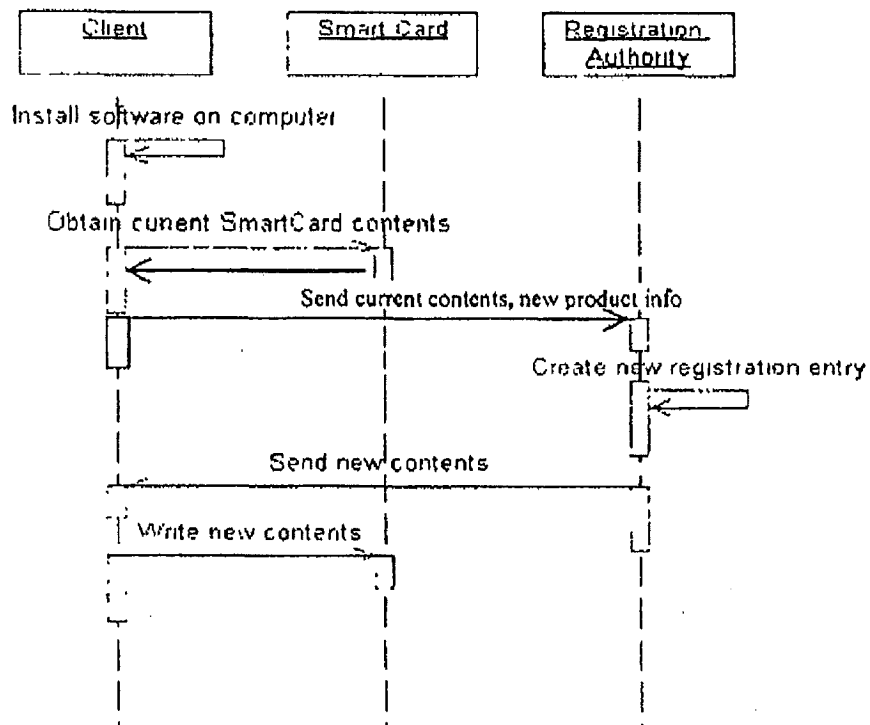 Client
Smart Card
Registration
Authority
Install software on computer
Obtain current SmartCard contents
Send current contents, new product info
Create new registration entry
Send new contents
Write new contents